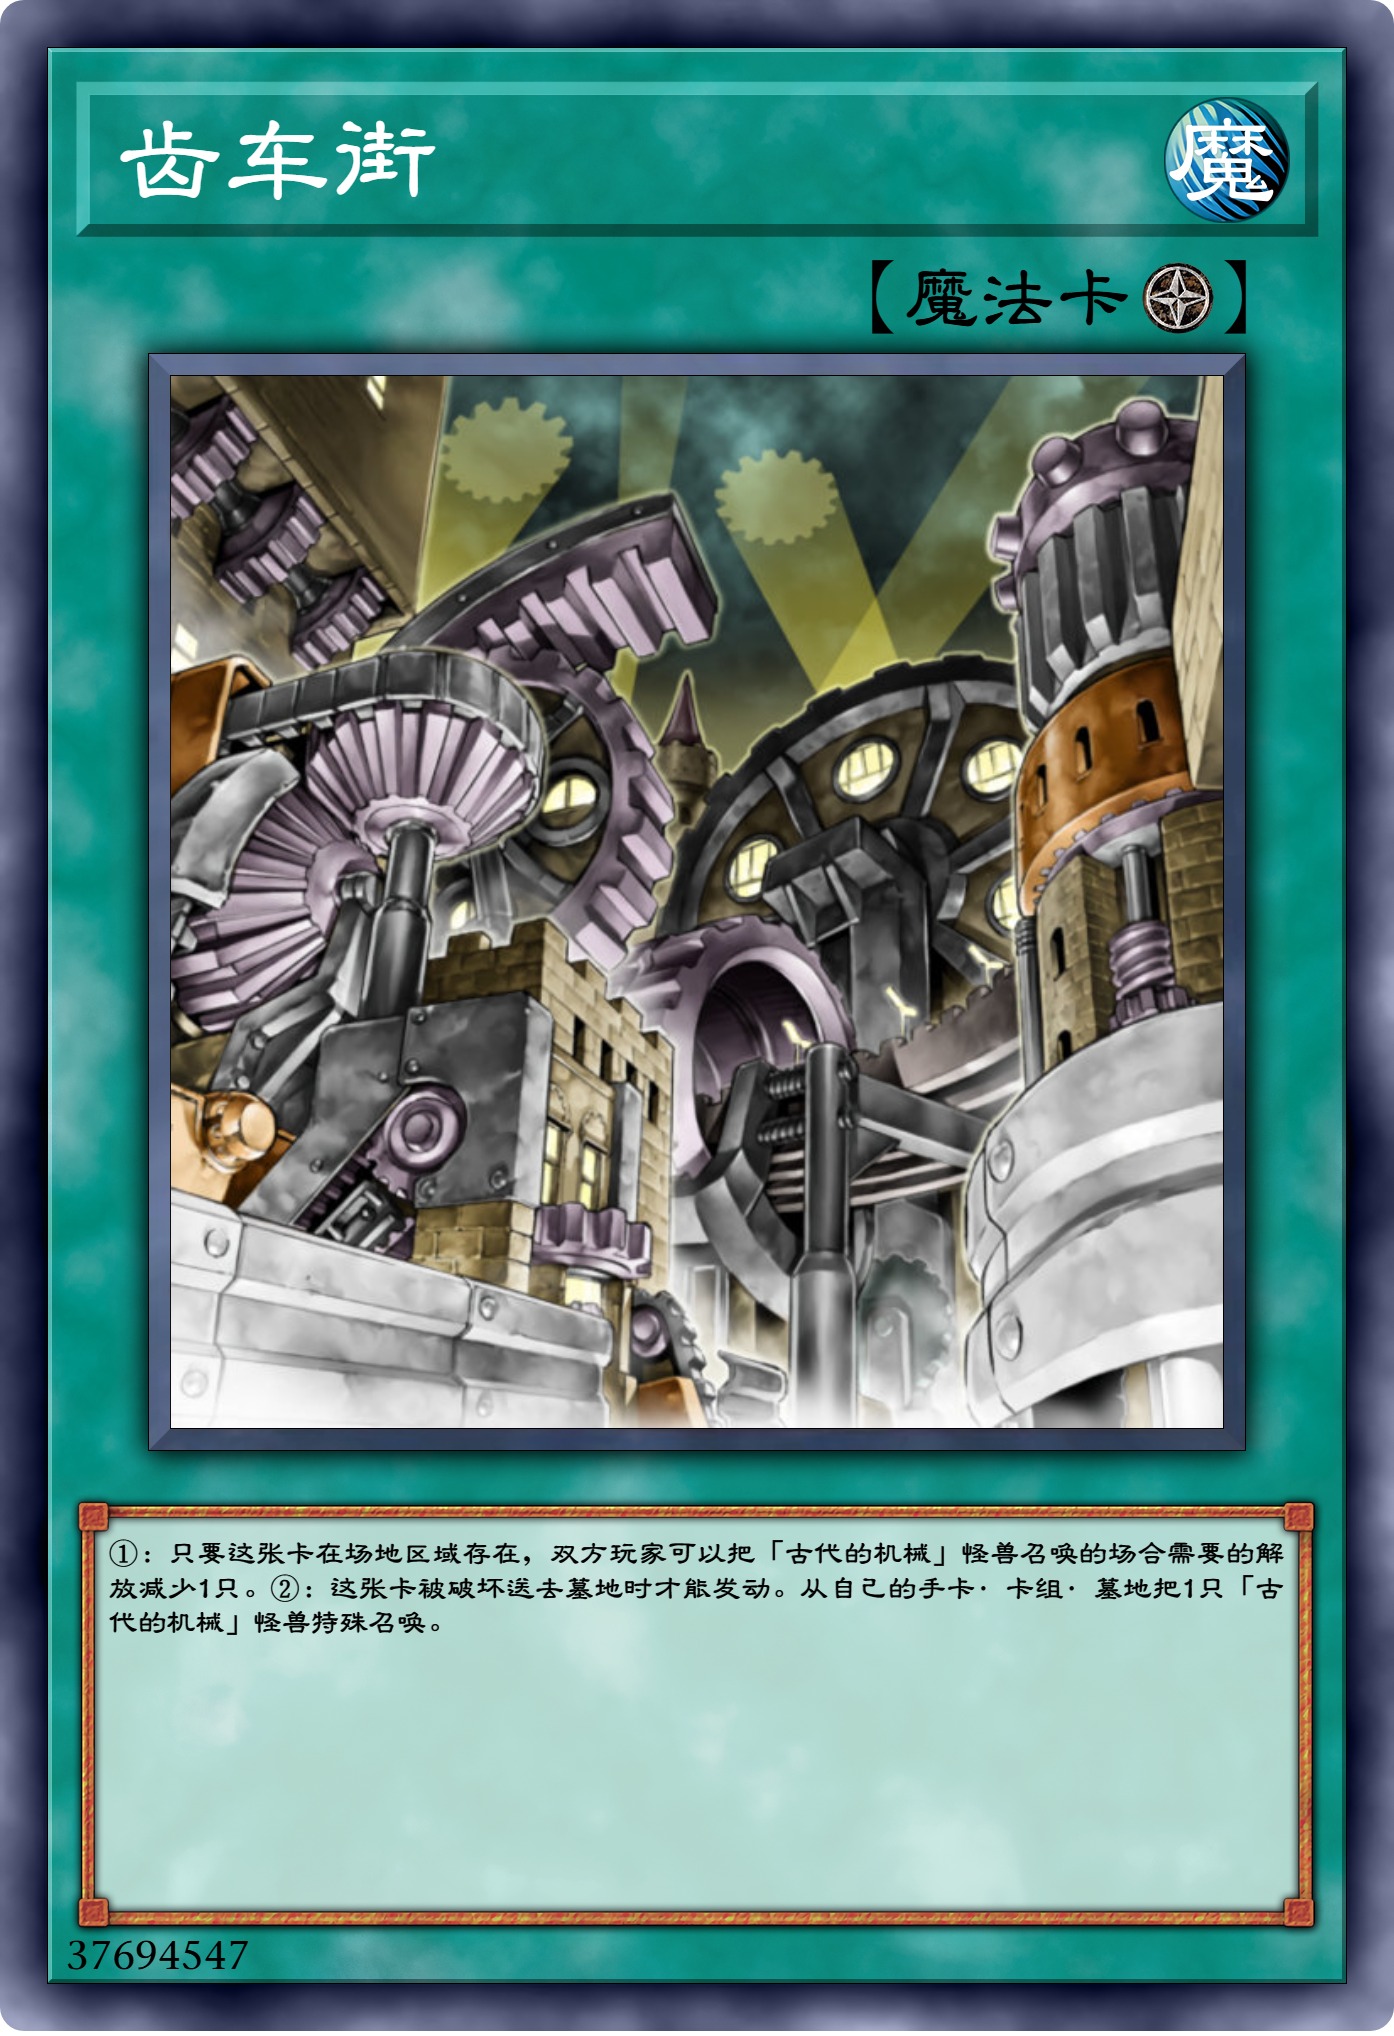 齿车街
魔
【魔法卡】
①：只要这张卡在场地区域存在，双方玩家可以把「古代的机械」怪兽召唤的场合需要的解
放减少1只。②：这张卡被破坏送去墓地时才能发动。从自己的手卡·卡组·墓地把1只「古
代的机械」怪兽特殊召唤。
37694547